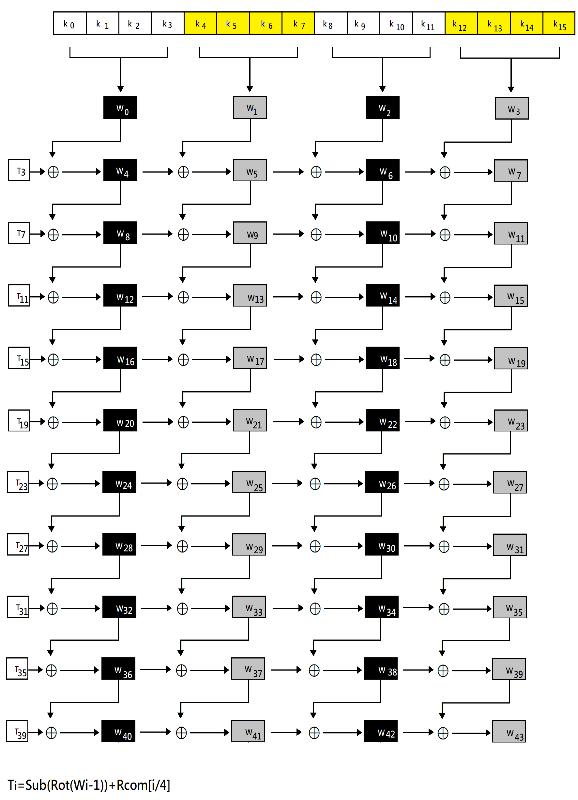 k0 k1 k2 k3 k4 k5 k6 k7 k8 k9 k10 k11 k12 k13 k14 k15
W0 W1 W2 W3
T3 W4 W5 W6 W7
T7 W8 W9 W10 W11
T11 W12 W13 W14 W15
T15 W16 W17 W18 W19
T19 W20 W21 W22 W23
T23 W24 W25 W26 W27
T27 W28 W29 W30 W31
T31 W32 W33 W34 W35
T35 W36 W37 W38 W39
T39 W40 W41 W42 W43
Ti=Sub(Rot(Wi-1))+Rcom[i/4]